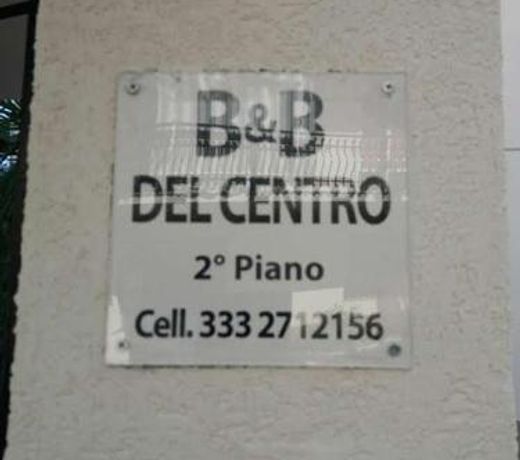 B&B
DEL CENTRO
2° Piano
Cell. 333 2712156